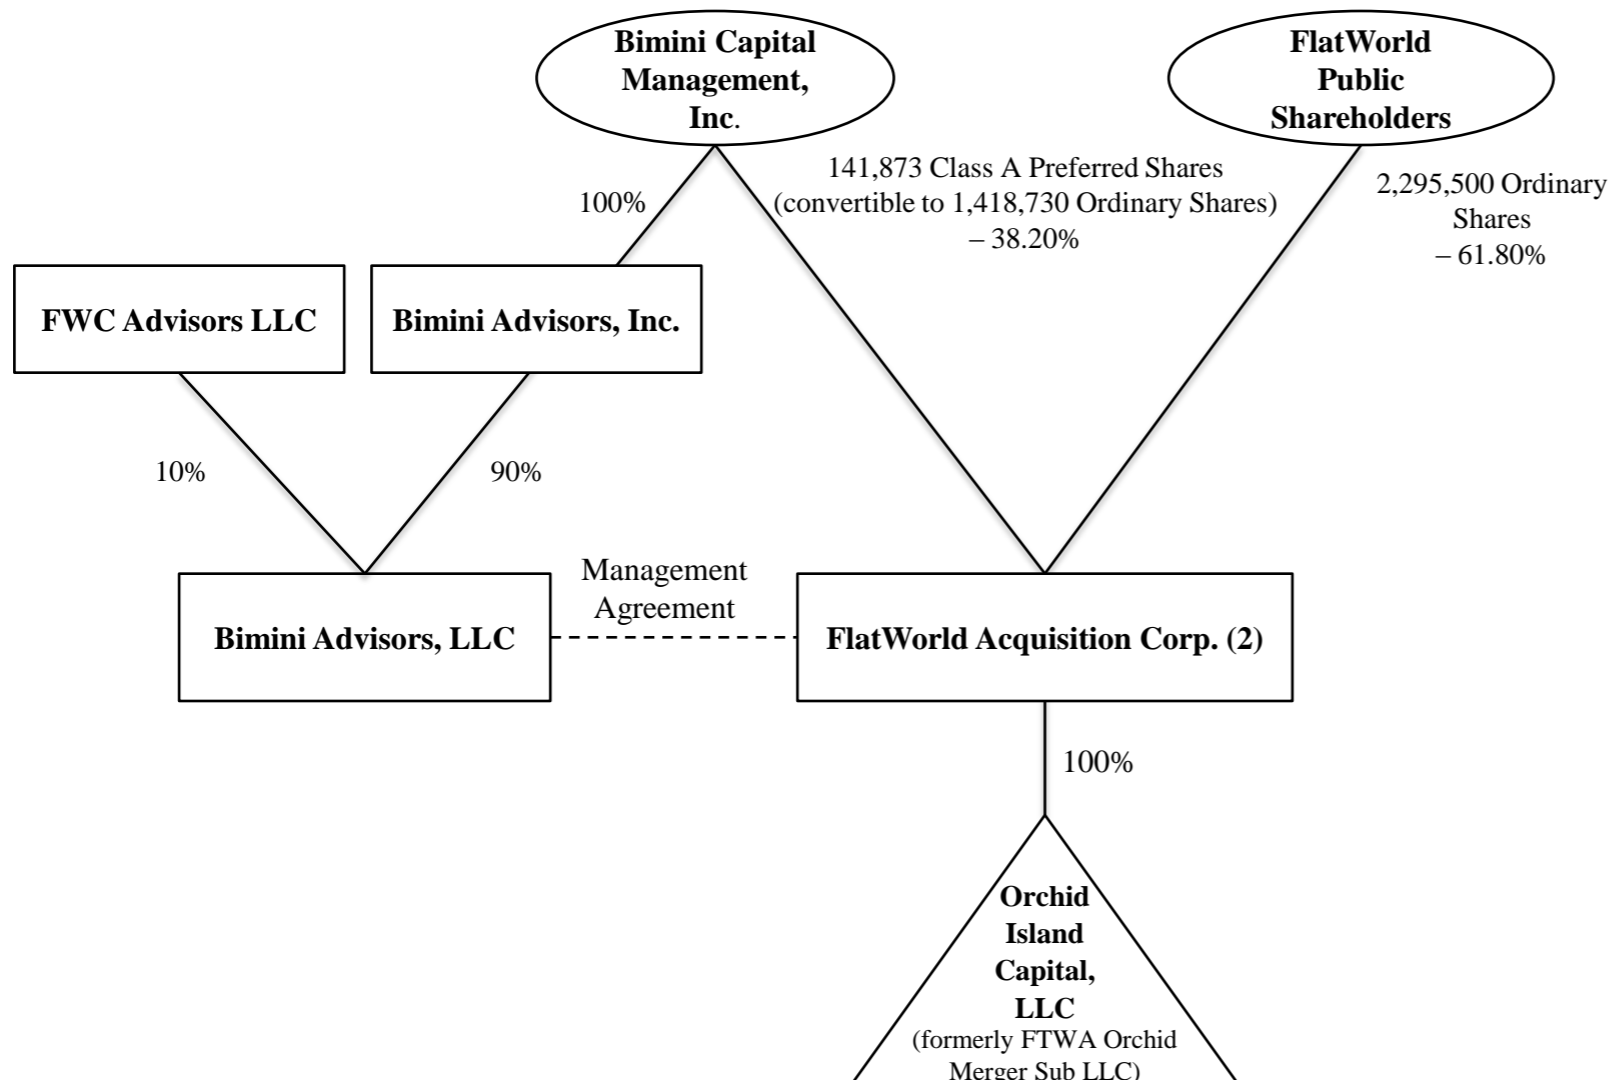 Bimini Capital
Management,
Inc.
FlatWorld
Public
Shareholders
141,873 Class A Preferred Shares
(convertible to 1,418,730 Ordinary Shares)
– 38.20%
2,295,500 Ordinary
Shares
– 61.80%
100%
FWC Advisors LLC
Bimini Advisors, Inc.
10%
90%
Management
Agreement
Bimini Advisors, LLC
FlatWorld Acquisition Corp. (2)
100%
Orchid
Island
Capital,
LLC
(formerly FTWA Orchid
Merger Sub LLC)